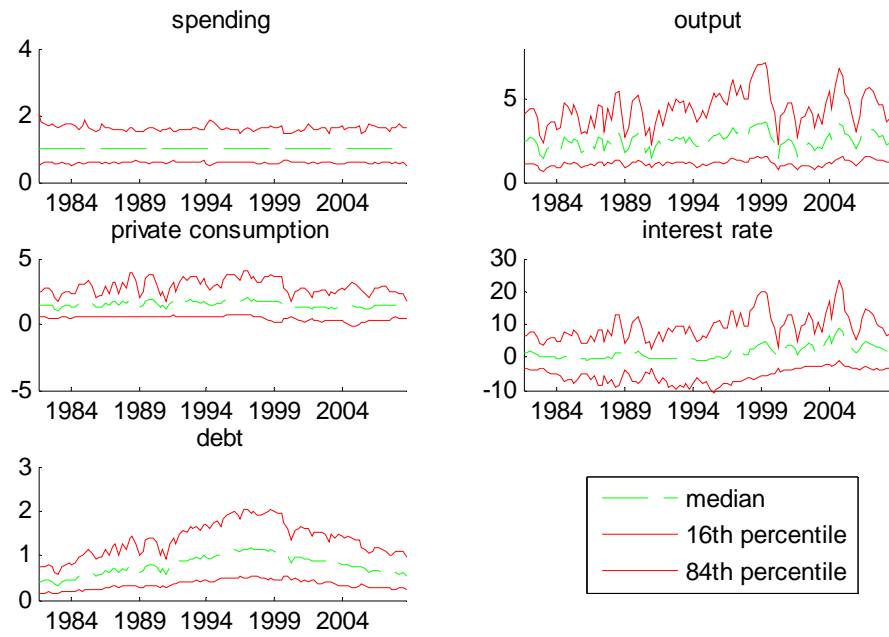 spending
4
2
0
1984 1989 1994 1999 2004
output
5
0
1984 1989 1994 1999 2004
private consumption
5
0
-5
1984 1989 1994 1999 2004
interest rate
30
20
10
0
-10
1984 1989 1994 1999 2004
debt
3
2
1
0
1984 1989 1994 1999 2004
median
16th percentile
84th percentile